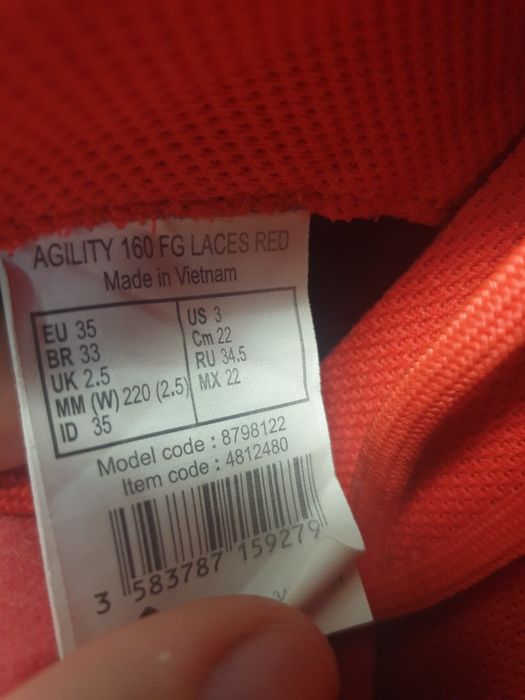 AGILITY 160 FG LACES RED
Made in Vietnam
EU 35
BR 33
UK 2.5
MM (W) 220 (2.5)
ID 35
US 3
Cm 22
RU 34.5
MX 22
Model code : 8798122
Item code : 4812480
3 583787 159279